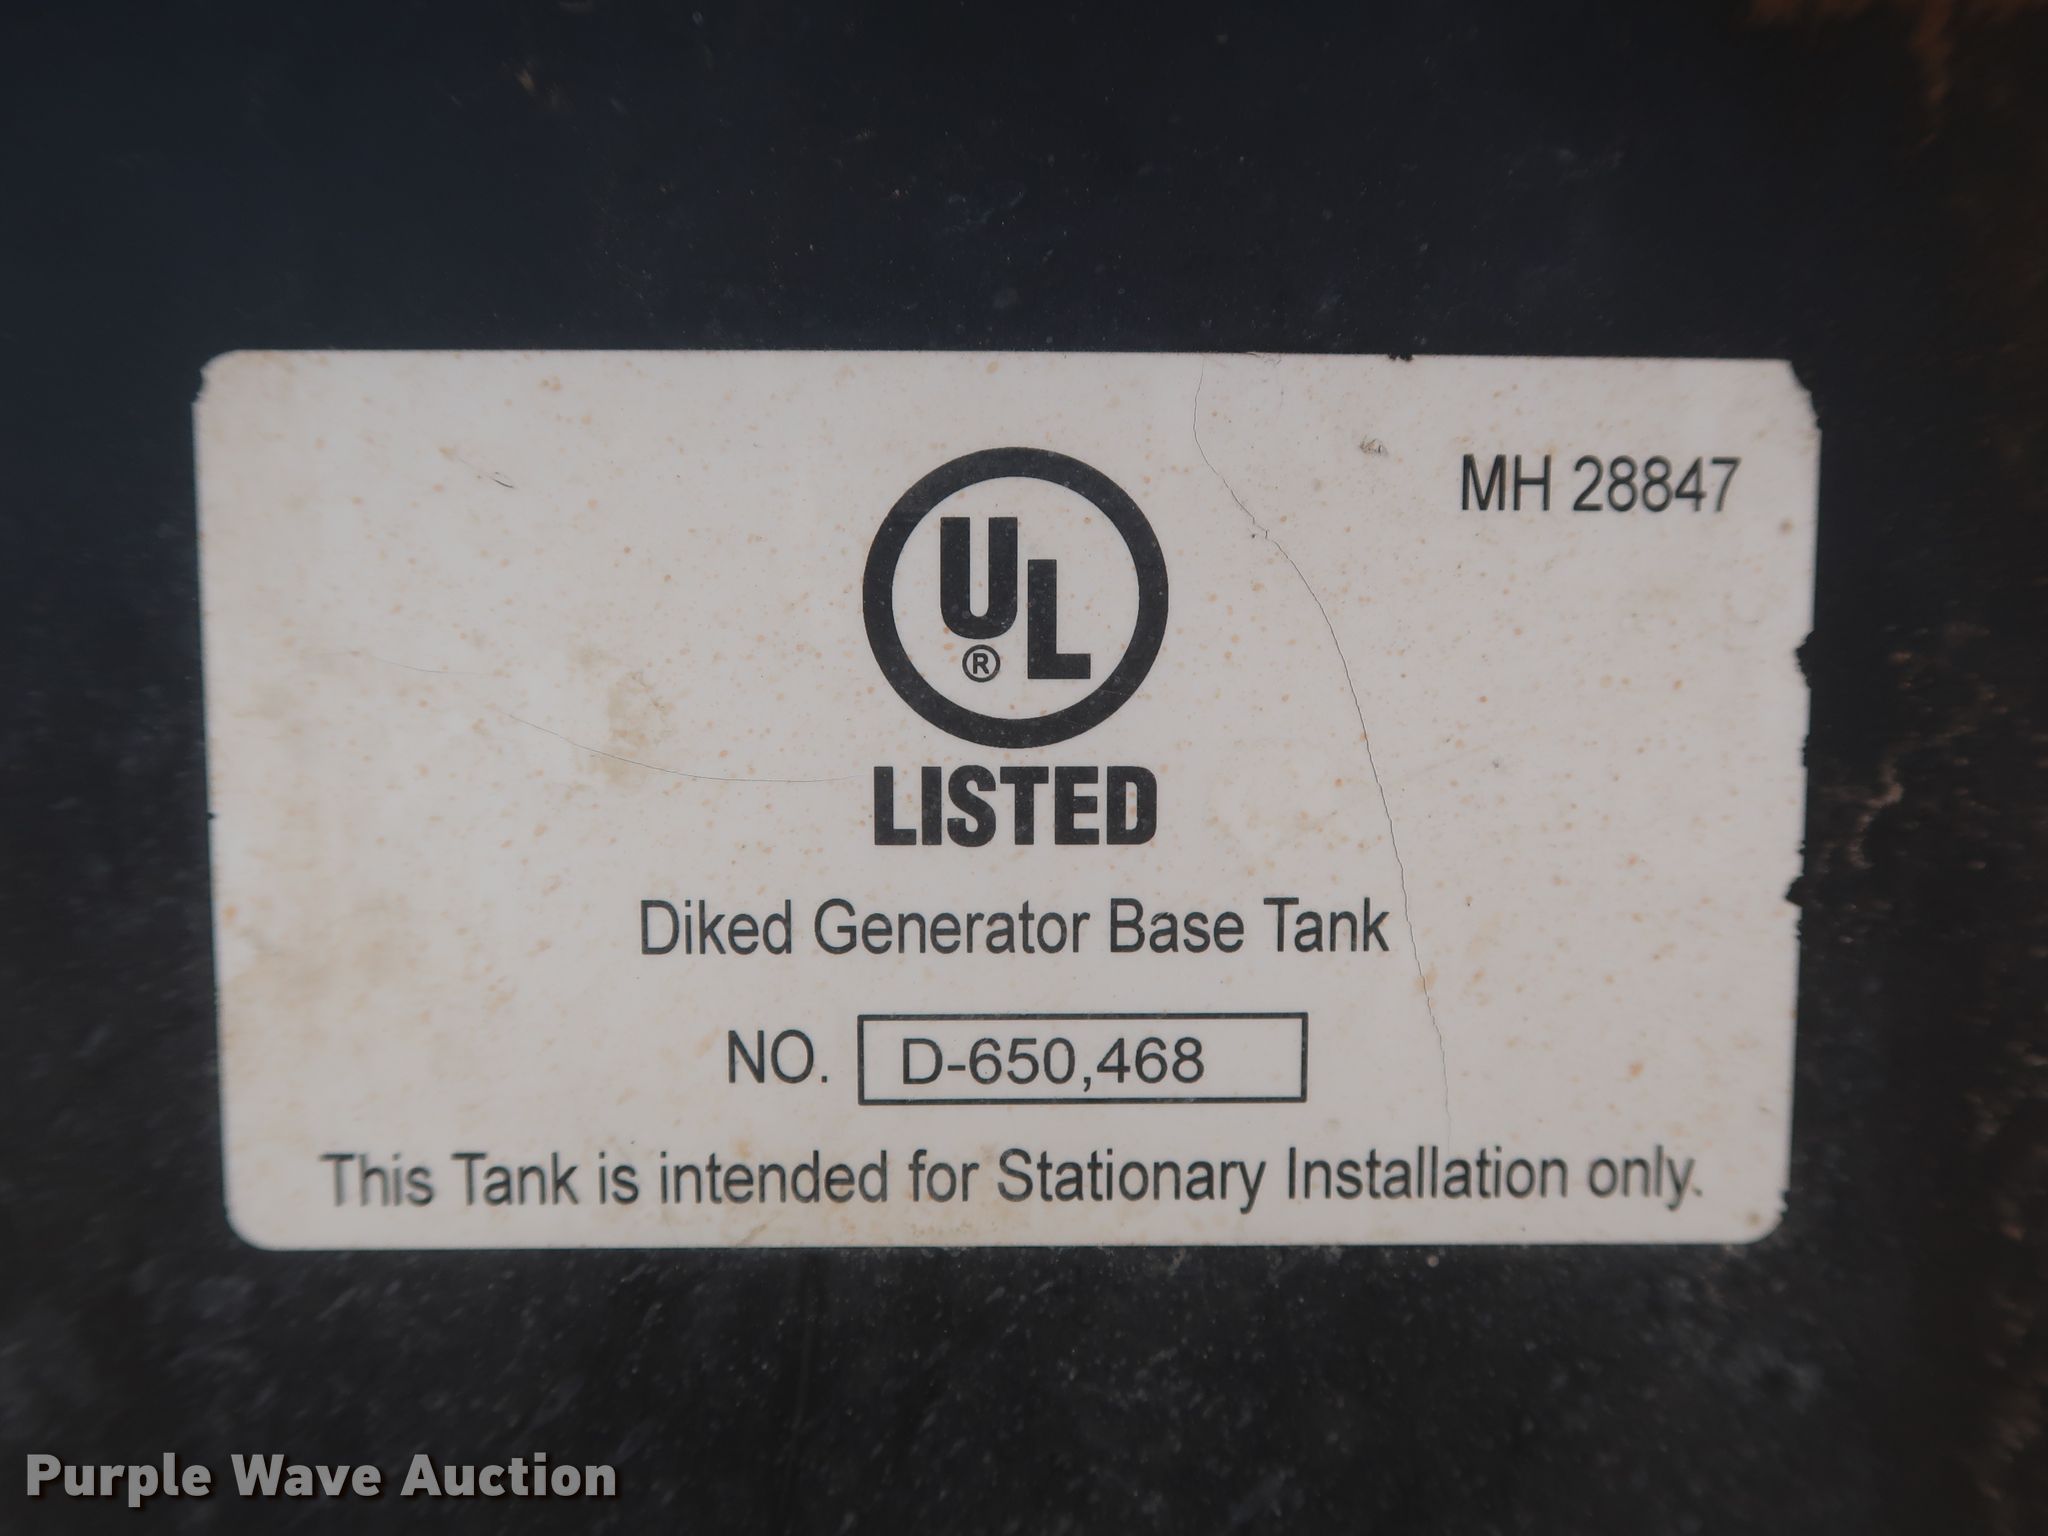 MH 28847
UL
®
LISTED
Diked Generator Base Tank
NO. D-650,468
This Tank is intended for Stationary Installation only.
Purple Wave Auction